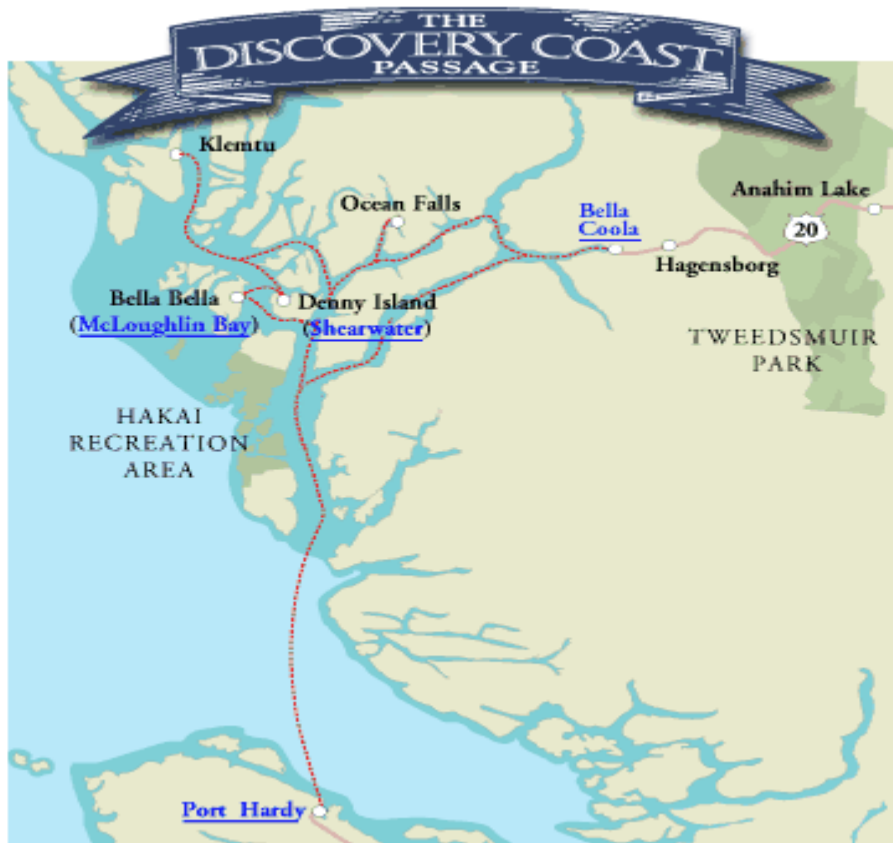 THE
DISCOVERY COAST
PASSAGE
Klemtu
Ocean Falls
Bella
Coola
Anahim Lake
20
Hagensborg
Bella Bella
(McLoughlin Bay)
Denny Island
(Shearwater)
TWEEDSMUIR
PARK
HAKAI
RECREATION
AREA
Port Hardy